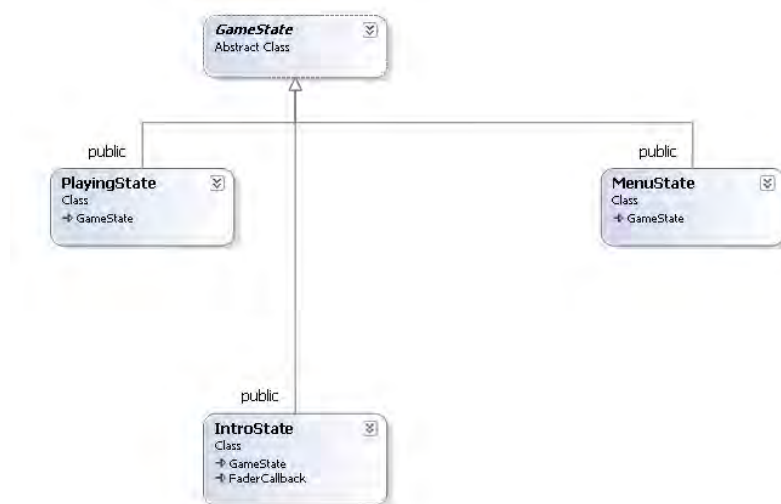 GameState
Abstract Class
public
public
PlayingState
Class
GameState
MenuState
Class
GameState
public
IntroState
Class
GameState
FaderCallback